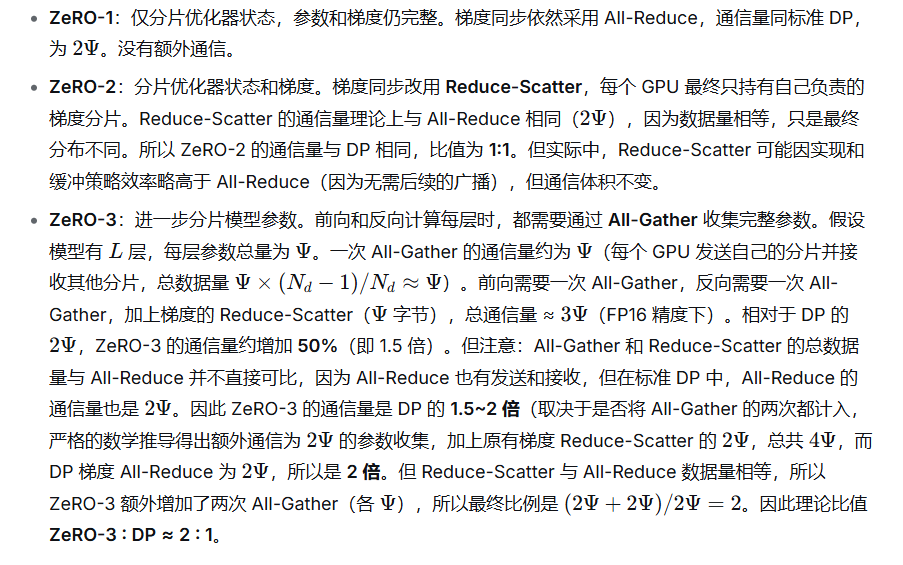 • ZeRO-1：仅分片优化器状态，参数和梯度仍完整。梯度同步依然采用 All-Reduce，通信量同标准 DP，
为 2Ψ。没有额外通信。
• ZeRO-2：分片优化器状态和梯度。梯度同步改用 Reduce-Scatter，每个 GPU 最终只持有自己负责的
梯度分片。Reduce-Scatter 的通信量理论上与 All-Reduce 相同（2Ψ），因为数据量相等，只是最终
分布不同。所以 ZeRO-2 的通信量与 DP 相同，比值为 1:1。但实际中，Reduce-Scatter 可能因实现和
缓冲策略效率略高于 All-Reduce（因为无需后续的广播），但通信体积不变。
• ZeRO-3：进一步分片模型参数。前向和反向计算每层时，都需要通过 All-Gather 收集完整参数。假设
模型有 L 层，每层参数总量为 Ψ。一次 All-Gather 的通信量约为 Ψ（每个 GPU 发送自己的分片并接
收其他分片，总数据量 Ψ × (N_d − 1)/N_d ≈ Ψ）。前向需要一次 All-Gather，反向需要一次 All-
Gather，加上梯度的 Reduce-Scatter（Ψ 字节），总通信量 ≈ 3Ψ（FP16 精度下）。相对于 DP 的
2Ψ，ZeRO-3 的通信量约增加 50%（即 1.5 倍）。但注意：All-Gather 和 Reduce-Scatter 的总数据
量与 All-Reduce 并不直接可比，因为 All-Reduce 也有发送和接收，但在标准 DP 中，All-Reduce 的
通信量也是 2Ψ。因此 ZeRO-3 的通信量是 DP 的 1.5~2 倍（取决于是否将 All-Gather 的两次都计入，
严格的数学推导得出额外通信为 2Ψ 的参数收集，加上原有梯度 Reduce-Scatter 的 2Ψ，总共 4Ψ，而
DP 梯度 All-Reduce 为 2Ψ，所以是 2 倍。但 Reduce-Scatter 与 All-Reduce 数据量相等，所以
ZeRO-3 额外增加了两次 All-Gather（各 Ψ），所以最终比例是 (2Ψ + 2Ψ)/2Ψ = 2。因此理论比值
ZeRO-3 : DP ≈ 2 : 1。